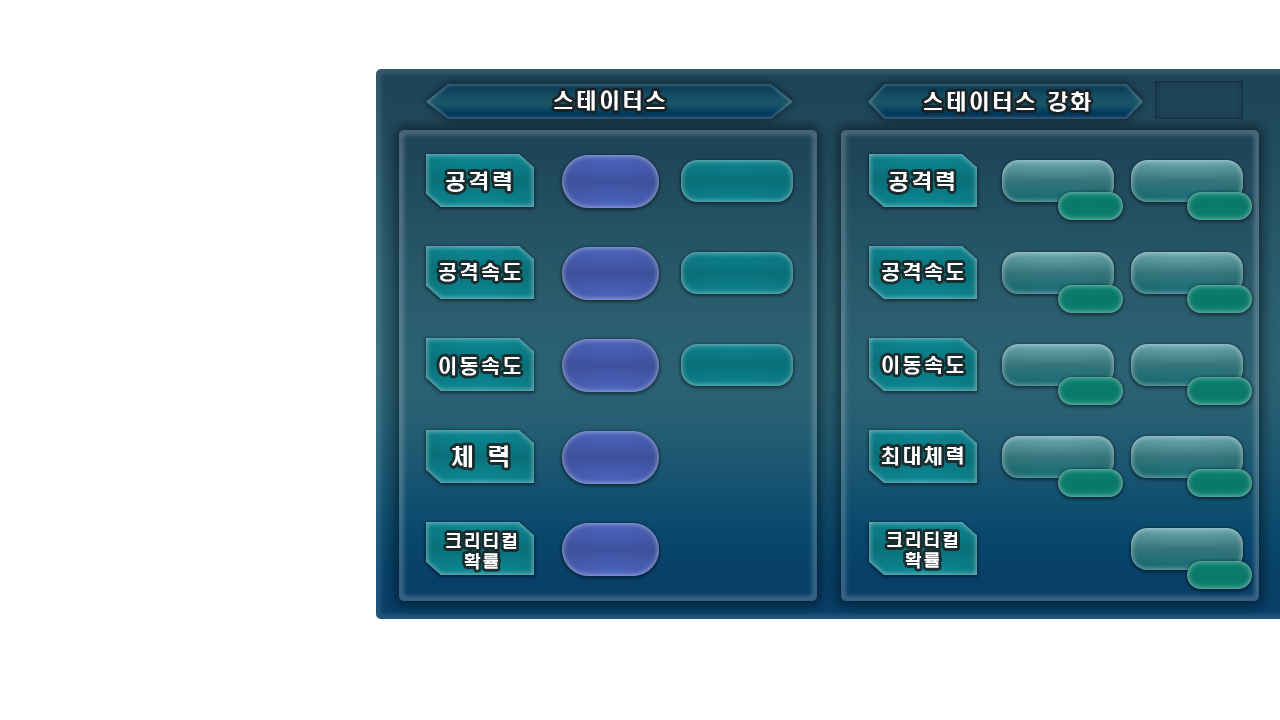 스테이터스
공격력
공격속도
이동속도
체 력
크리티컬
확률
스테이터스 강화
공격력
공격속도
이동속도
최대체력
크리티컬
확률